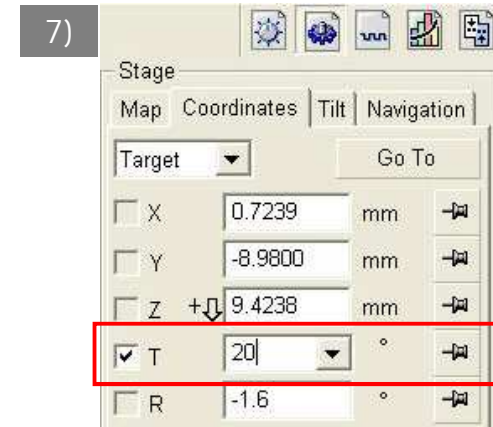 7)
Stage
Map Coordinates Tilt Navigation
Target Go To
X 0.7239 mm
Y -8.9800 mm
Z + 9.4238 mm
T 20 °
R -1.6 °